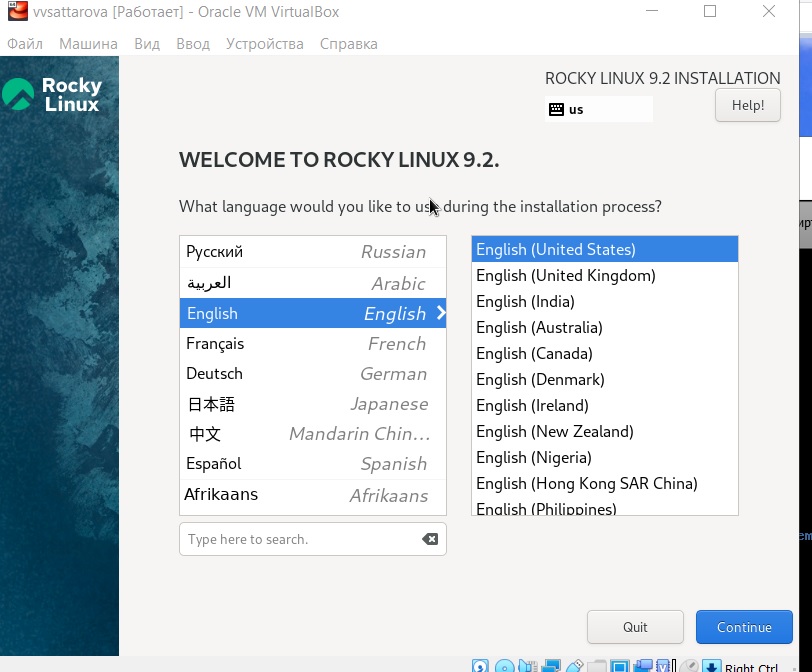 vvsattarova [Работает] - Oracle VM VirtualBox
Файл Машина Вид Ввод Устройства Справка
Rocky
Linux
ROCKY LINUX 9.2 INSTALLATION
us
Help!
WELCOME TO ROCKY LINUX 9.2.
What language would you like to use during the installation process?
Русский Russian
العربية Arabic
English English
Français French
Deutsch German
日本語 Japanese
中文 Mandarin Chin...
Español Spanish
Afrikaans Afrikaans
English (United States)
English (United Kingdom)
English (India)
English (Australia)
English (Canada)
English (Denmark)
English (Ireland)
English (New Zealand)
English (Nigeria)
English (Hong Kong SAR China)
English (Philippines)
Type here to search.
Quit
Continue
Right Ctrl